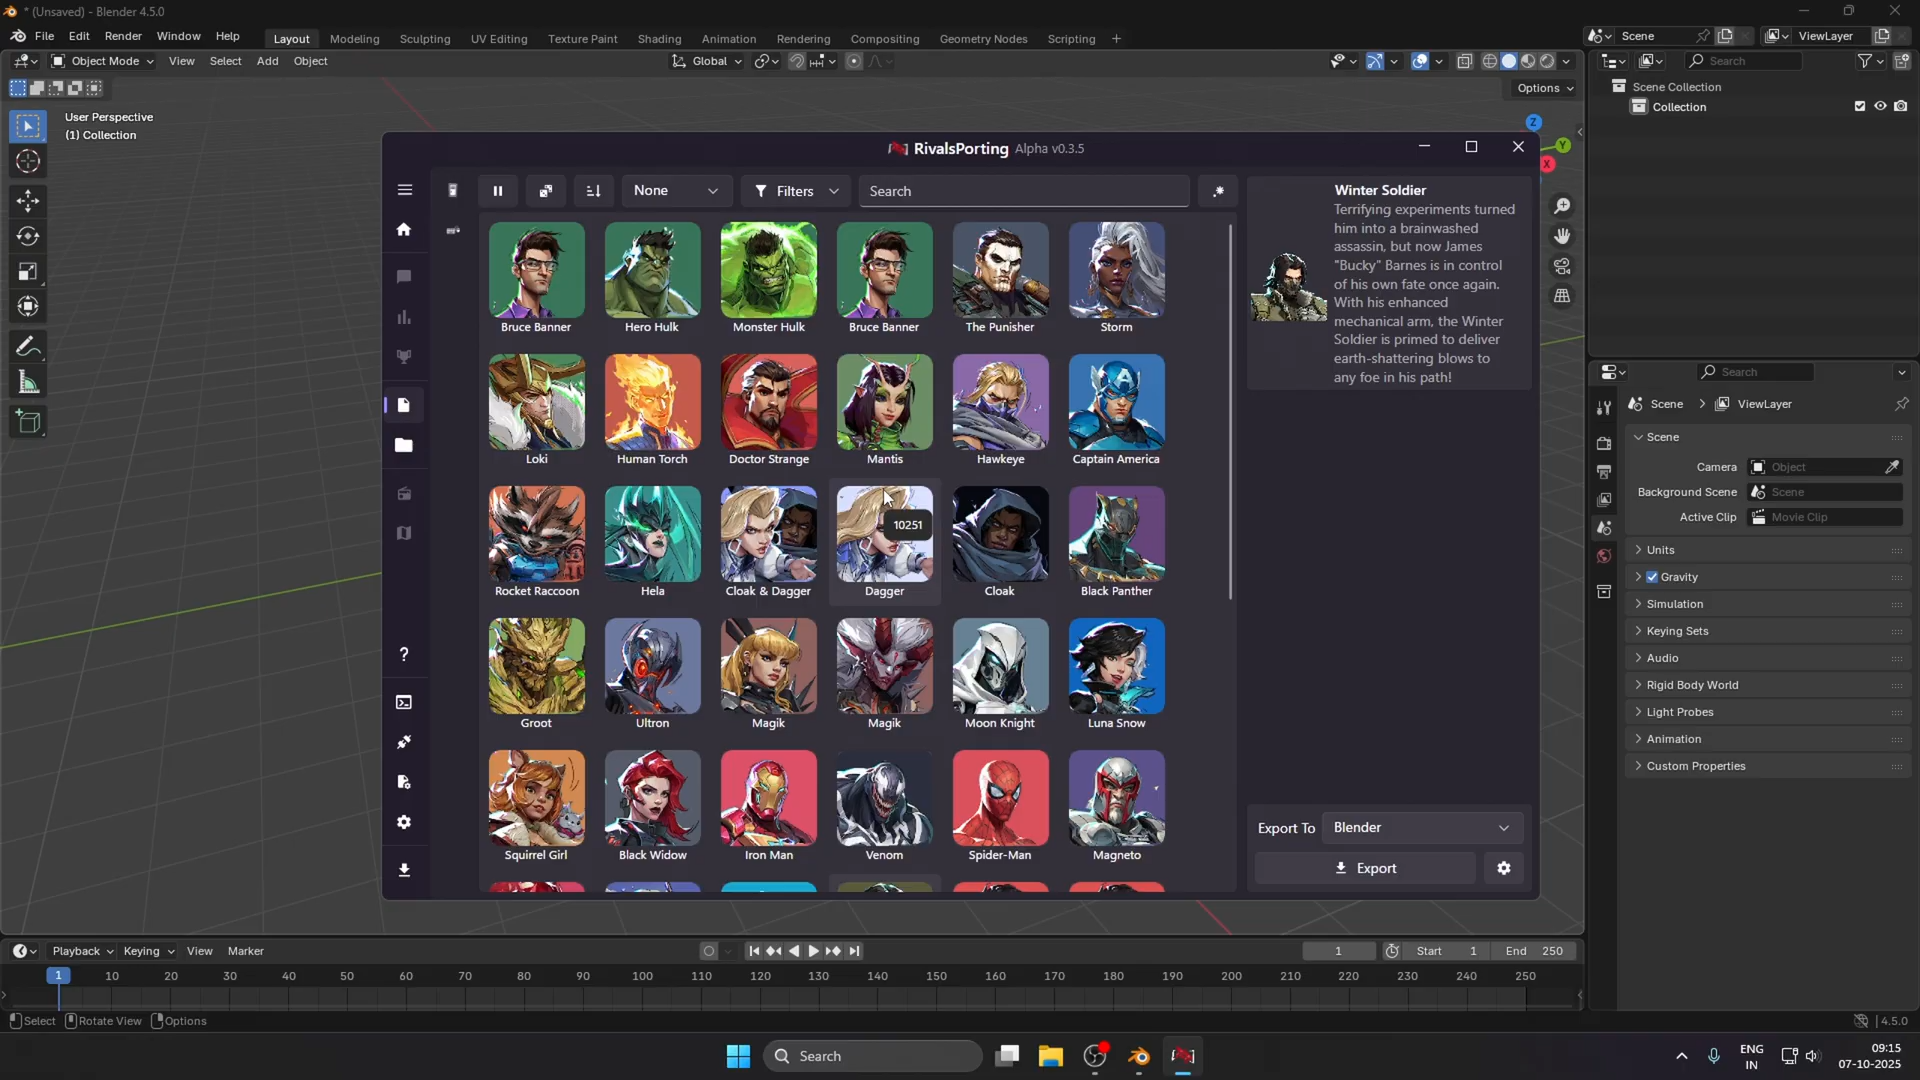 * (Unsaved) - Blender 4.5.0
File Edit Render Window Help
Layout Modeling Sculpting UV Editing Texture Paint Shading Animation Rendering Compositing Geometry Nodes Scripting +
Scene ViewLayer
Object Mode View Select Add Object
Global
Search
Options
Scene Collection
Collection
User Perspective
(1) Collection
Z
Y
X
RivalsPorting Alpha v0.3.5
None Filters Search
Bruce Banner Hero Hulk Monster Hulk Bruce Banner The Punisher Storm
Loki Human Torch Doctor Strange Mantis Hawkeye Captain America
10251
Rocket Raccoon Hela Cloak & Dagger Dagger Cloak Black Panther
Groot Ultron Magik Magik Moon Knight Luna Snow
Squirrel Girl Black Widow Iron Man Venom Spider-Man Magneto
Winter Soldier
Terrifying experiments turned
him into a brainwashed
assassin, but now James
"Bucky" Barnes is in control
of his own fate once again.
With his enhanced
mechanical arm, the Winter
Soldier is primed to deliver
earth-shattering blows to
any foe in his path!
Export To Blender
Export
Search
Scene > ViewLayer
Scene
Camera Object
Background Scene Scene
Active Clip Movie Clip
Units
Gravity
Simulation
Keying Sets
Audio
Rigid Body World
Light Probes
Animation
Custom Properties
Playback Keying View Marker
1 Start 1 End 250
1 10 20 30 40 50 60 70 80 90 100 110 120 130 140 150 160 170 180 190 200 210 220 230 240 250
Select Rotate View Options
4.5.0
Search
ENG
IN
09:15
07-10-2025